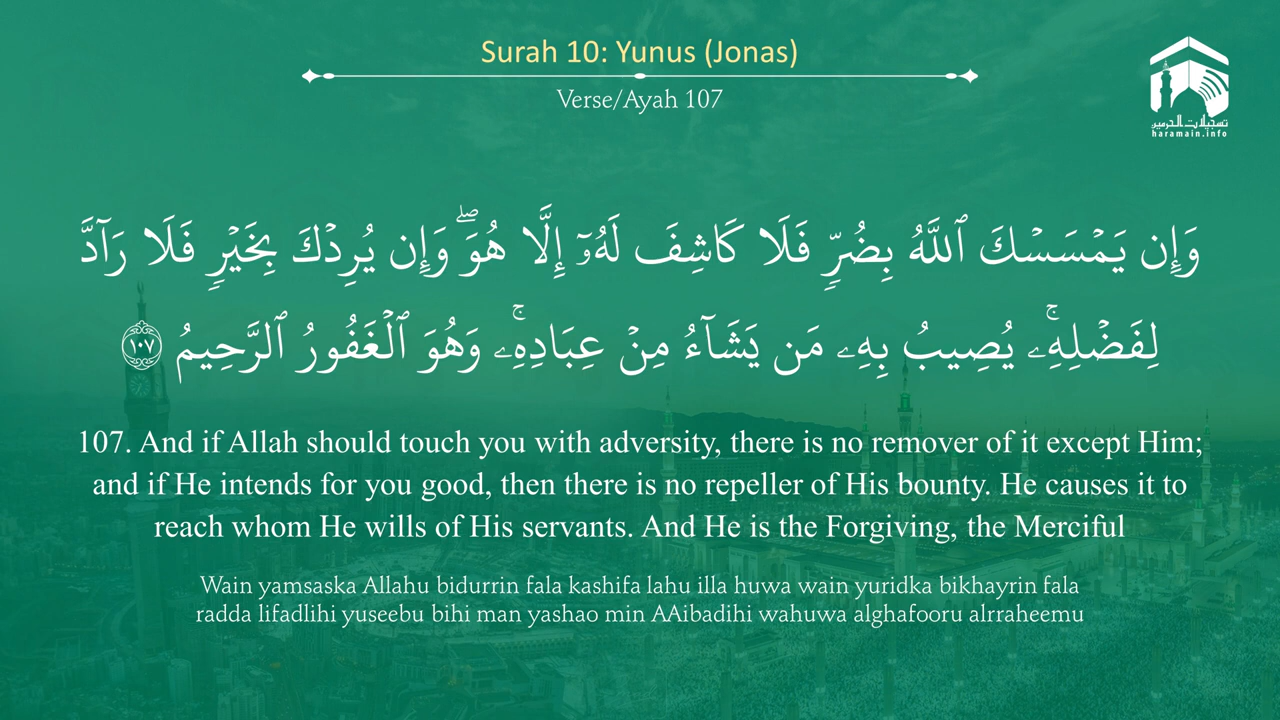 Surah 10: Yunus (Jonas)
Verse/Ayah 107
تسجيلات الحرمين
haramain.info
وَإِن يَمْسَسْكَ ٱللَّهُ بِضُرٍّ فَلَا كَاشِفَ لَهُۥٓ إِلَّا هُوَ ۖ وَإِن يُرِدْكَ بِخَيْرٍ فَلَا رَآدَّ
لِفَضْلِهِۦ ۚ يُصِيبُ بِهِۦ مَن يَشَآءُ مِنْ عِبَادِهِۦ ۚ وَهُوَ ٱلْغَفُورُ ٱلرَّحِيمُ ١٠٧
107. And if Allah should touch you with adversity, there is no remover of it except Him;
and if He intends for you good, then there is no repeller of His bounty. He causes it to
reach whom He wills of His servants. And He is the Forgiving, the Merciful
Wain yamsaska Allahu bidurrin fala kashifa lahu illa huwa wain yuridka bikhayrin fala
radda lifadlihi yuseebu bihi man yashao min AAibadihi wahuwa alghafooru alrraheemu